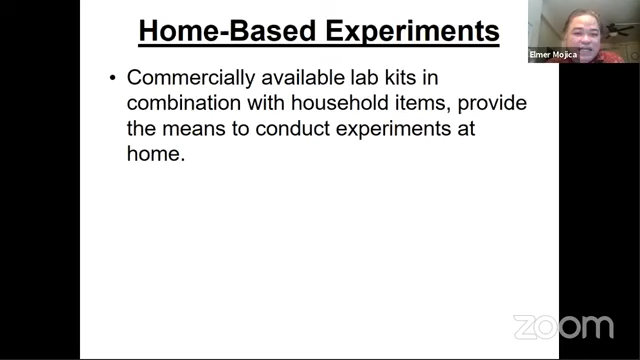 Home-Based Experiments
Elmer Mojica
• Commercially available lab kits in
combination with household items, provide
the means to conduct experiments at
home.
zoom